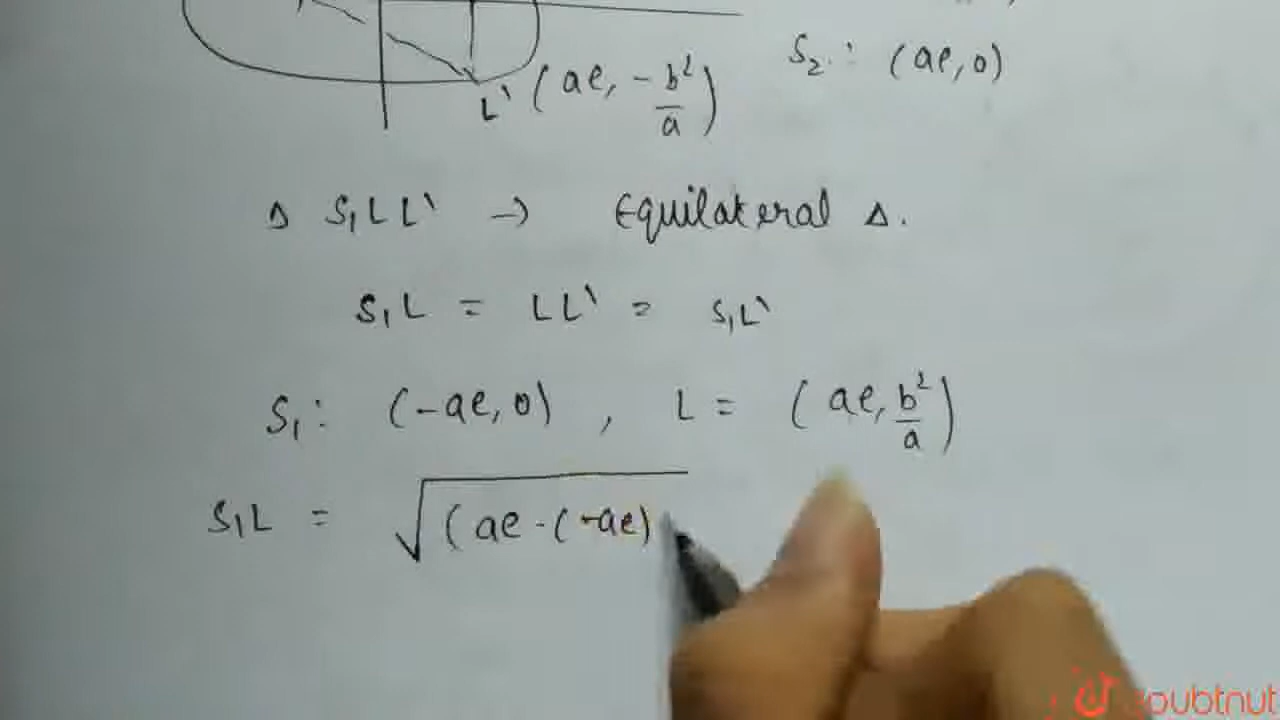 L' (ae, -b²/a) S₂ : (ae, 0)
Δ S₁LL' → Equilateral Δ.
S₁L = LL' = S₁L'
S₁ : (-ae, 0) , L = (ae, b²/a)
S₁L = √(ae - (-ae)
doubtnut